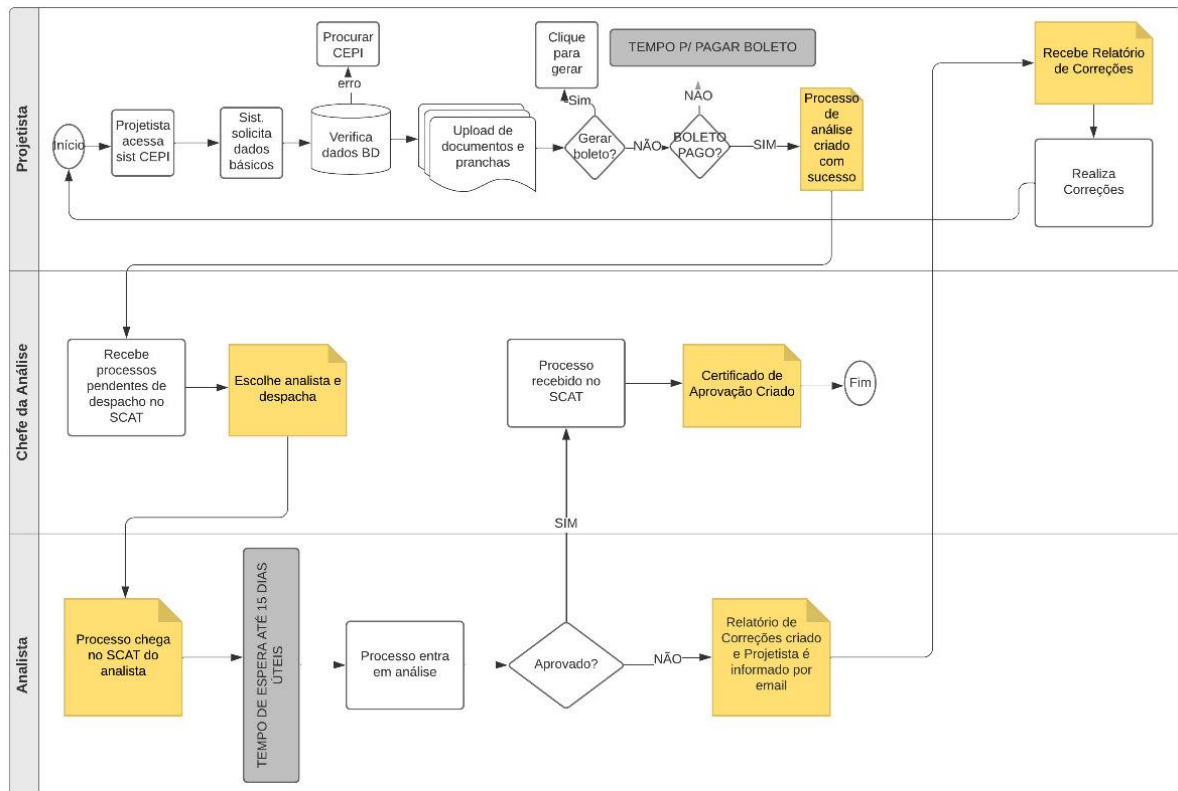 Projetista
Início
Projetista
acessa
sist CEPI
Sist.
solicita
dados
básicos
Procurar
CEPI
erro
Verifica
dados BD
Upload de
documentos e
pranchas
Clique
para
gerar
Sim
Gerar
boleto?
NÃO
TEMPO P/ PAGAR BOLETO
NÃO
BOLETO
PAGO?
SIM
Processo
de
análise
criado
com
sucesso
Recebe Relatório
de Correções
Realiza
Correções
Chefe da Análise
Recebe
processos
pendentes de
despacho no
SCAT
Escolhe analista e
despacha
Processo
recebido no
SCAT
Certificado de
Aprovação Criado
Fim
SIM
Analista
Processo chega
no SCAT do
analista
TEMPO DE ESPERA ATÉ 15 DIAS
ÚTEIS
Processo entra
em análise
Aprovado?
NÃO
Relatório de
Correções criado
e Projetista é
informado por
email